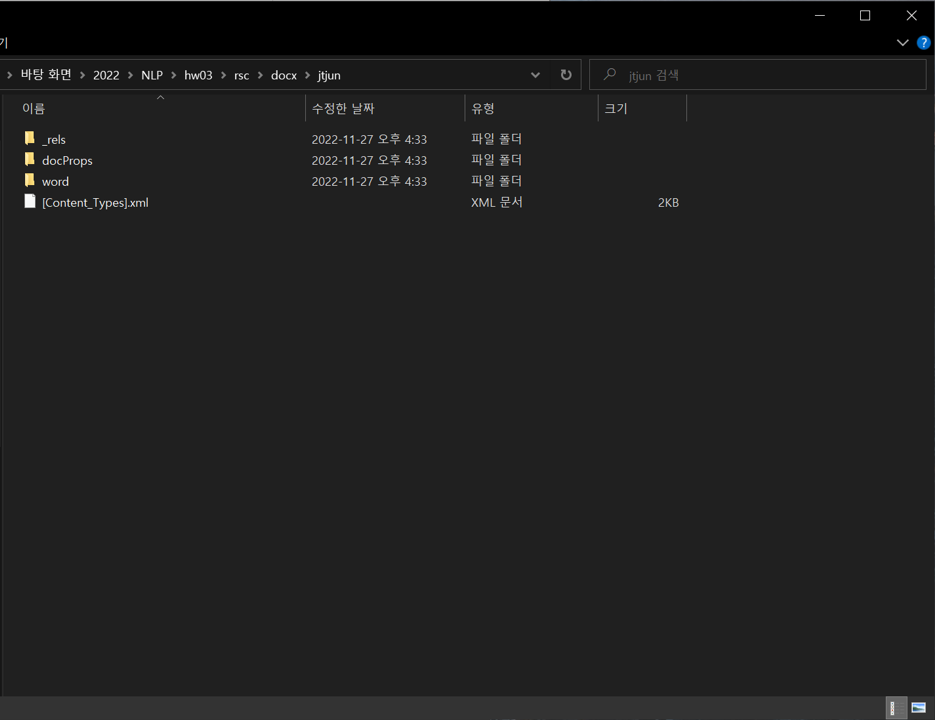 기
?
바탕 화면 > 2022 > NLP > hw03 > rsc > docx > jtjun
jtjun 검색
이름 수정한 날짜 유형 크기
_rels 2022-11-27 오후 4:33 파일 폴더
docProps 2022-11-27 오후 4:33 파일 폴더
word 2022-11-27 오후 4:33 파일 폴더
[Content_Types].xml XML 문서 2KB